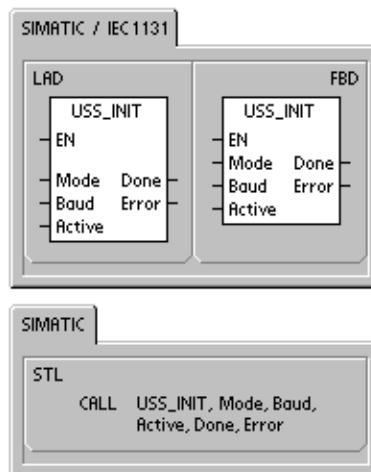 SIMATIC / IEC1131
LAD
FBD
USS_INIT
EN
Mode Done
Baud Error
Active
USS_INIT
EN
Mode Done
Baud Error
Active
SIMATIC
STL
CALL USS_INIT, Mode, Baud,
Active, Done, Error